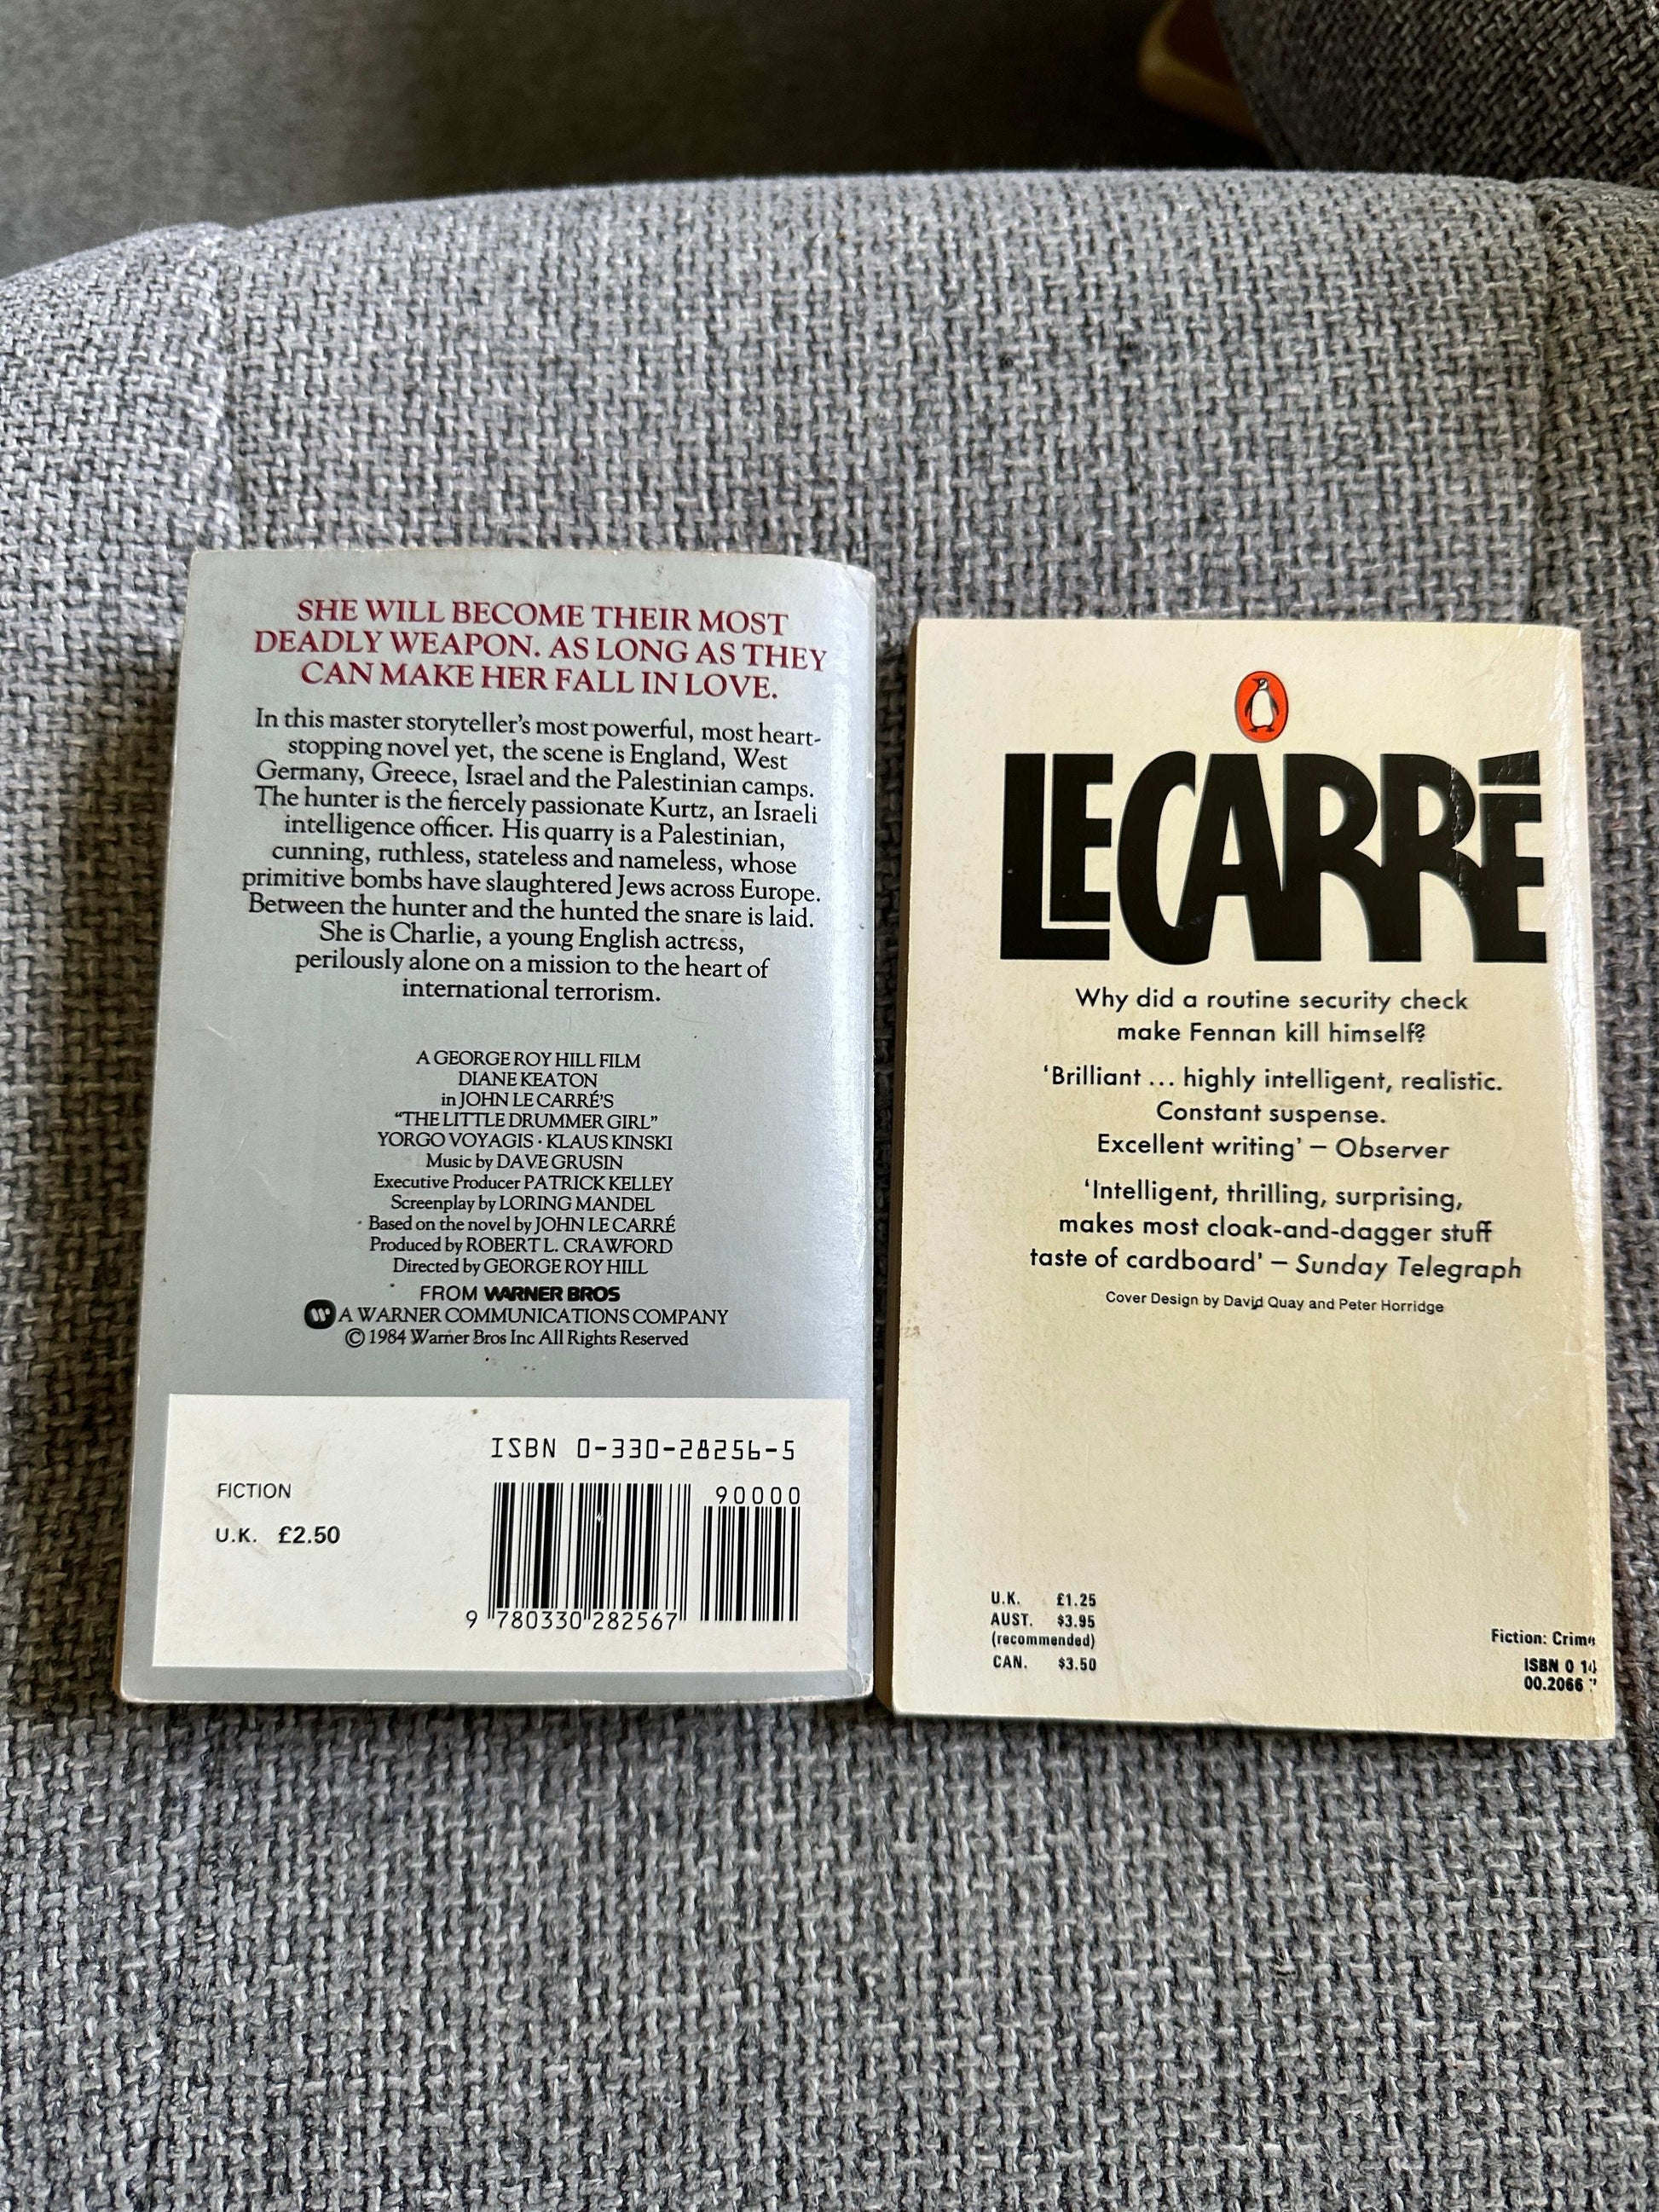 SHE WILL BECOME THEIR MOST
DEADLY WEAPON. AS LONG AS THEY
CAN MAKE HER FALL IN LOVE.
In this master storyteller's most powerful, most heart-
stopping novel yet, the scene is England, West
Germany, Greece, Israel and the Palestinian camps.
The hunter is the fiercely passionate Kurtz, an Israeli
intelligence officer. His quarry is a Palestinian,
cunning, ruthless, stateless and nameless, whose
primitive bombs have slaughtered Jews across Europe.
Between the hunter and the hunted the snare is laid.
She is Charlie, a young English actress,
perilously alone on a mission to the heart of
international terrorism.
A GEORGE ROY HILL FILM
DIANE KEATON
in JOHN LE CARRÉ'S
"THE LITTLE DRUMMER GIRL"
YORGO VOYAGIS · KLAUS KINSKI
Music by DAVE GRUSIN
Executive Producer PATRICK KELLEY
Screenplay by LORING MANDEL
Based on the novel by JOHN LE CARRÉ
Produced by ROBERT L. CRAWFORD
Directed by GEORGE ROY HILL
FROM WARNER BROS
A WARNER COMMUNICATIONS COMPANY
© 1984 Warner Bros Inc All Rights Reserved
ISBN 0-330-28256-5
FICTION
90000
U.K. £2.50
9 780330 282567
LE CARRÉ
Why did a routine security check
make Fennan kill himself?
'Brilliant ... highly intelligent, realistic.
Constant suspense.
Excellent writing' – Observer
'Intelligent, thrilling, surprising,
makes most cloak-and-dagger stuff
taste of cardboard' – Sunday Telegraph
Cover Design by David Quay and Peter Horridge
U.K. £1.25
AUST. $3.95
(recommended)
CAN. $3.50
Fiction: Crime
ISBN 0 14
00.2066